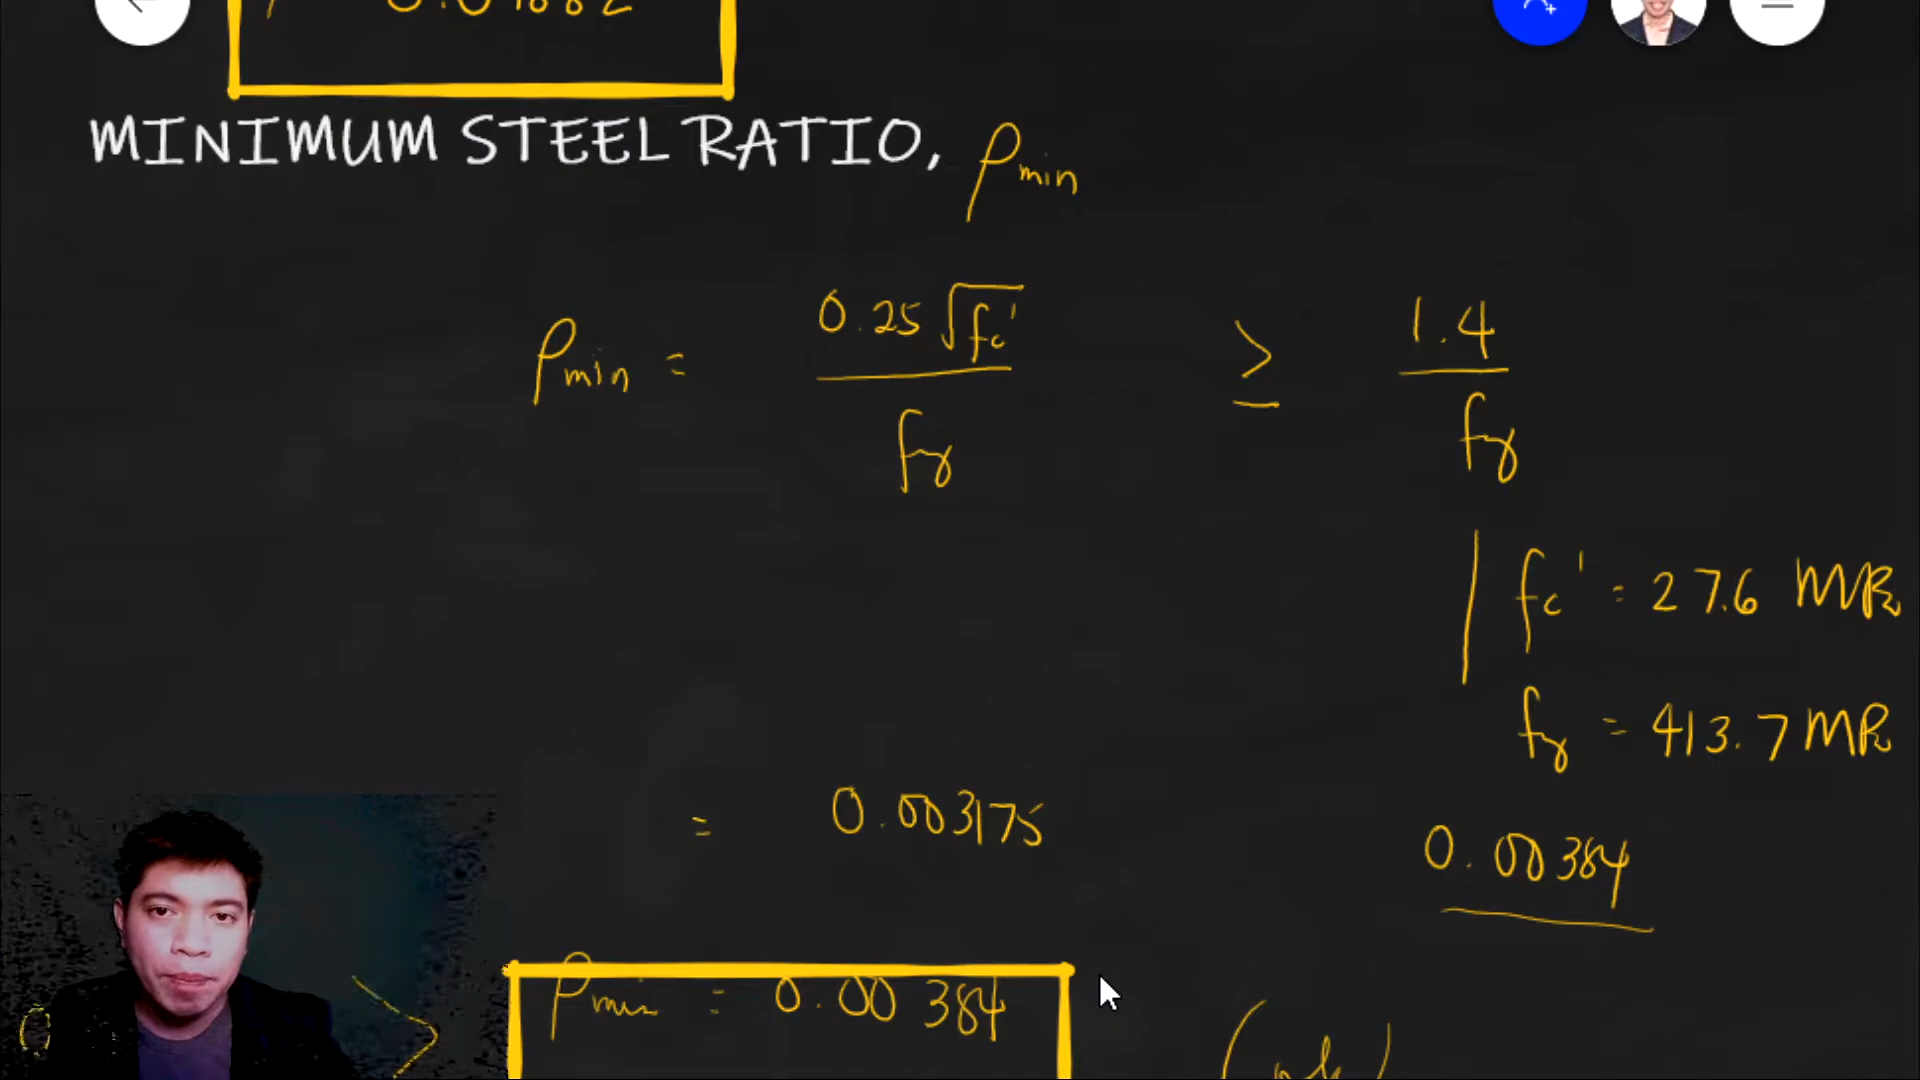 MINIMUM STEEL RATIO, ρmin
ρmin = 0.25 √fc' / fy ≥ 1.4 / fy
fc' = 27.6 MPa
fy = 413.7 MPa
= 0.003175
0.00384
ρmin = 0.00384